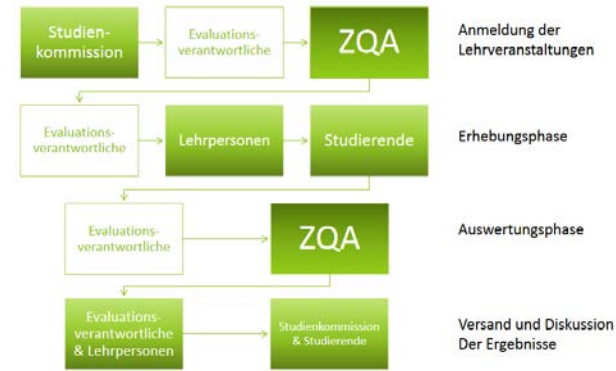 Studien-
kommission
Evaluations-
verantwortliche
ZQA
Anmeldung der
Lehrveranstaltungen
Evaluations-
verantwortliche
Lehrpersonen
Studierende
Erhebungsphase
Evaluations-
verantwortliche
ZQA
Auswertungsphase
Evaluations-
verantwortliche
& Lehrpersonen
Studienkommission
& Studierende
Versand und Diskussion
Der Ergebnisse